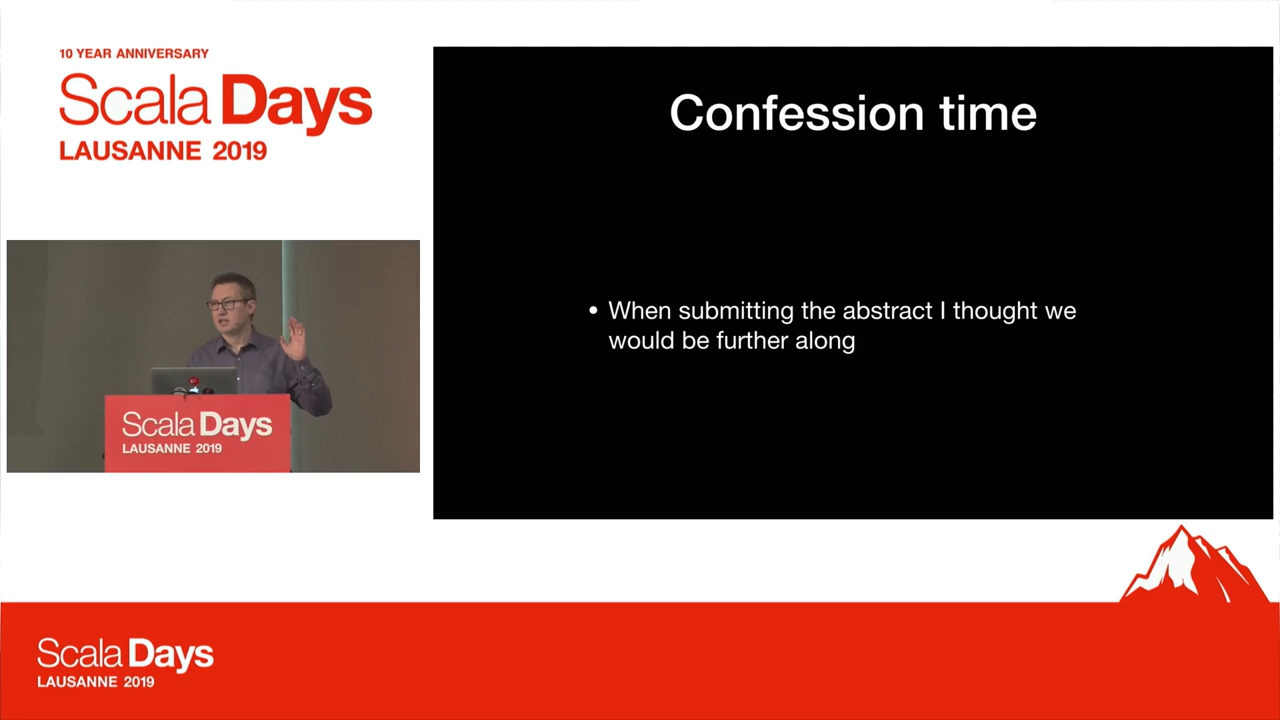 10 YEAR ANNIVERSARY
Scala Days
LAUSANNE 2019
Confession time
• When submitting the abstract I thought we
would be further along
Scala Days
LAUSANNE 2019
Scala Days
LAUSANNE 2019